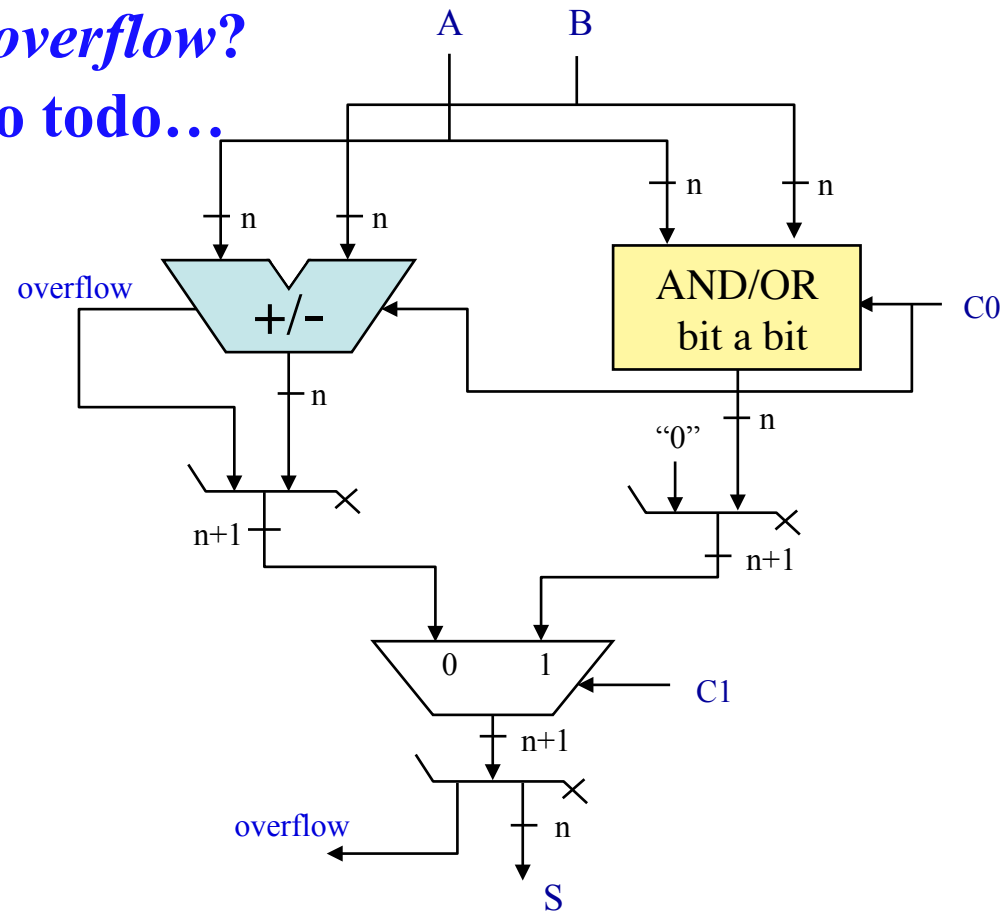 overflow?
o todo…
A B
n n
n n
overflow
+/-
AND/OR
bit a bit
C0
n
n
“0”
n+1
n+1
0 1
C1
n+1
overflow
n
S